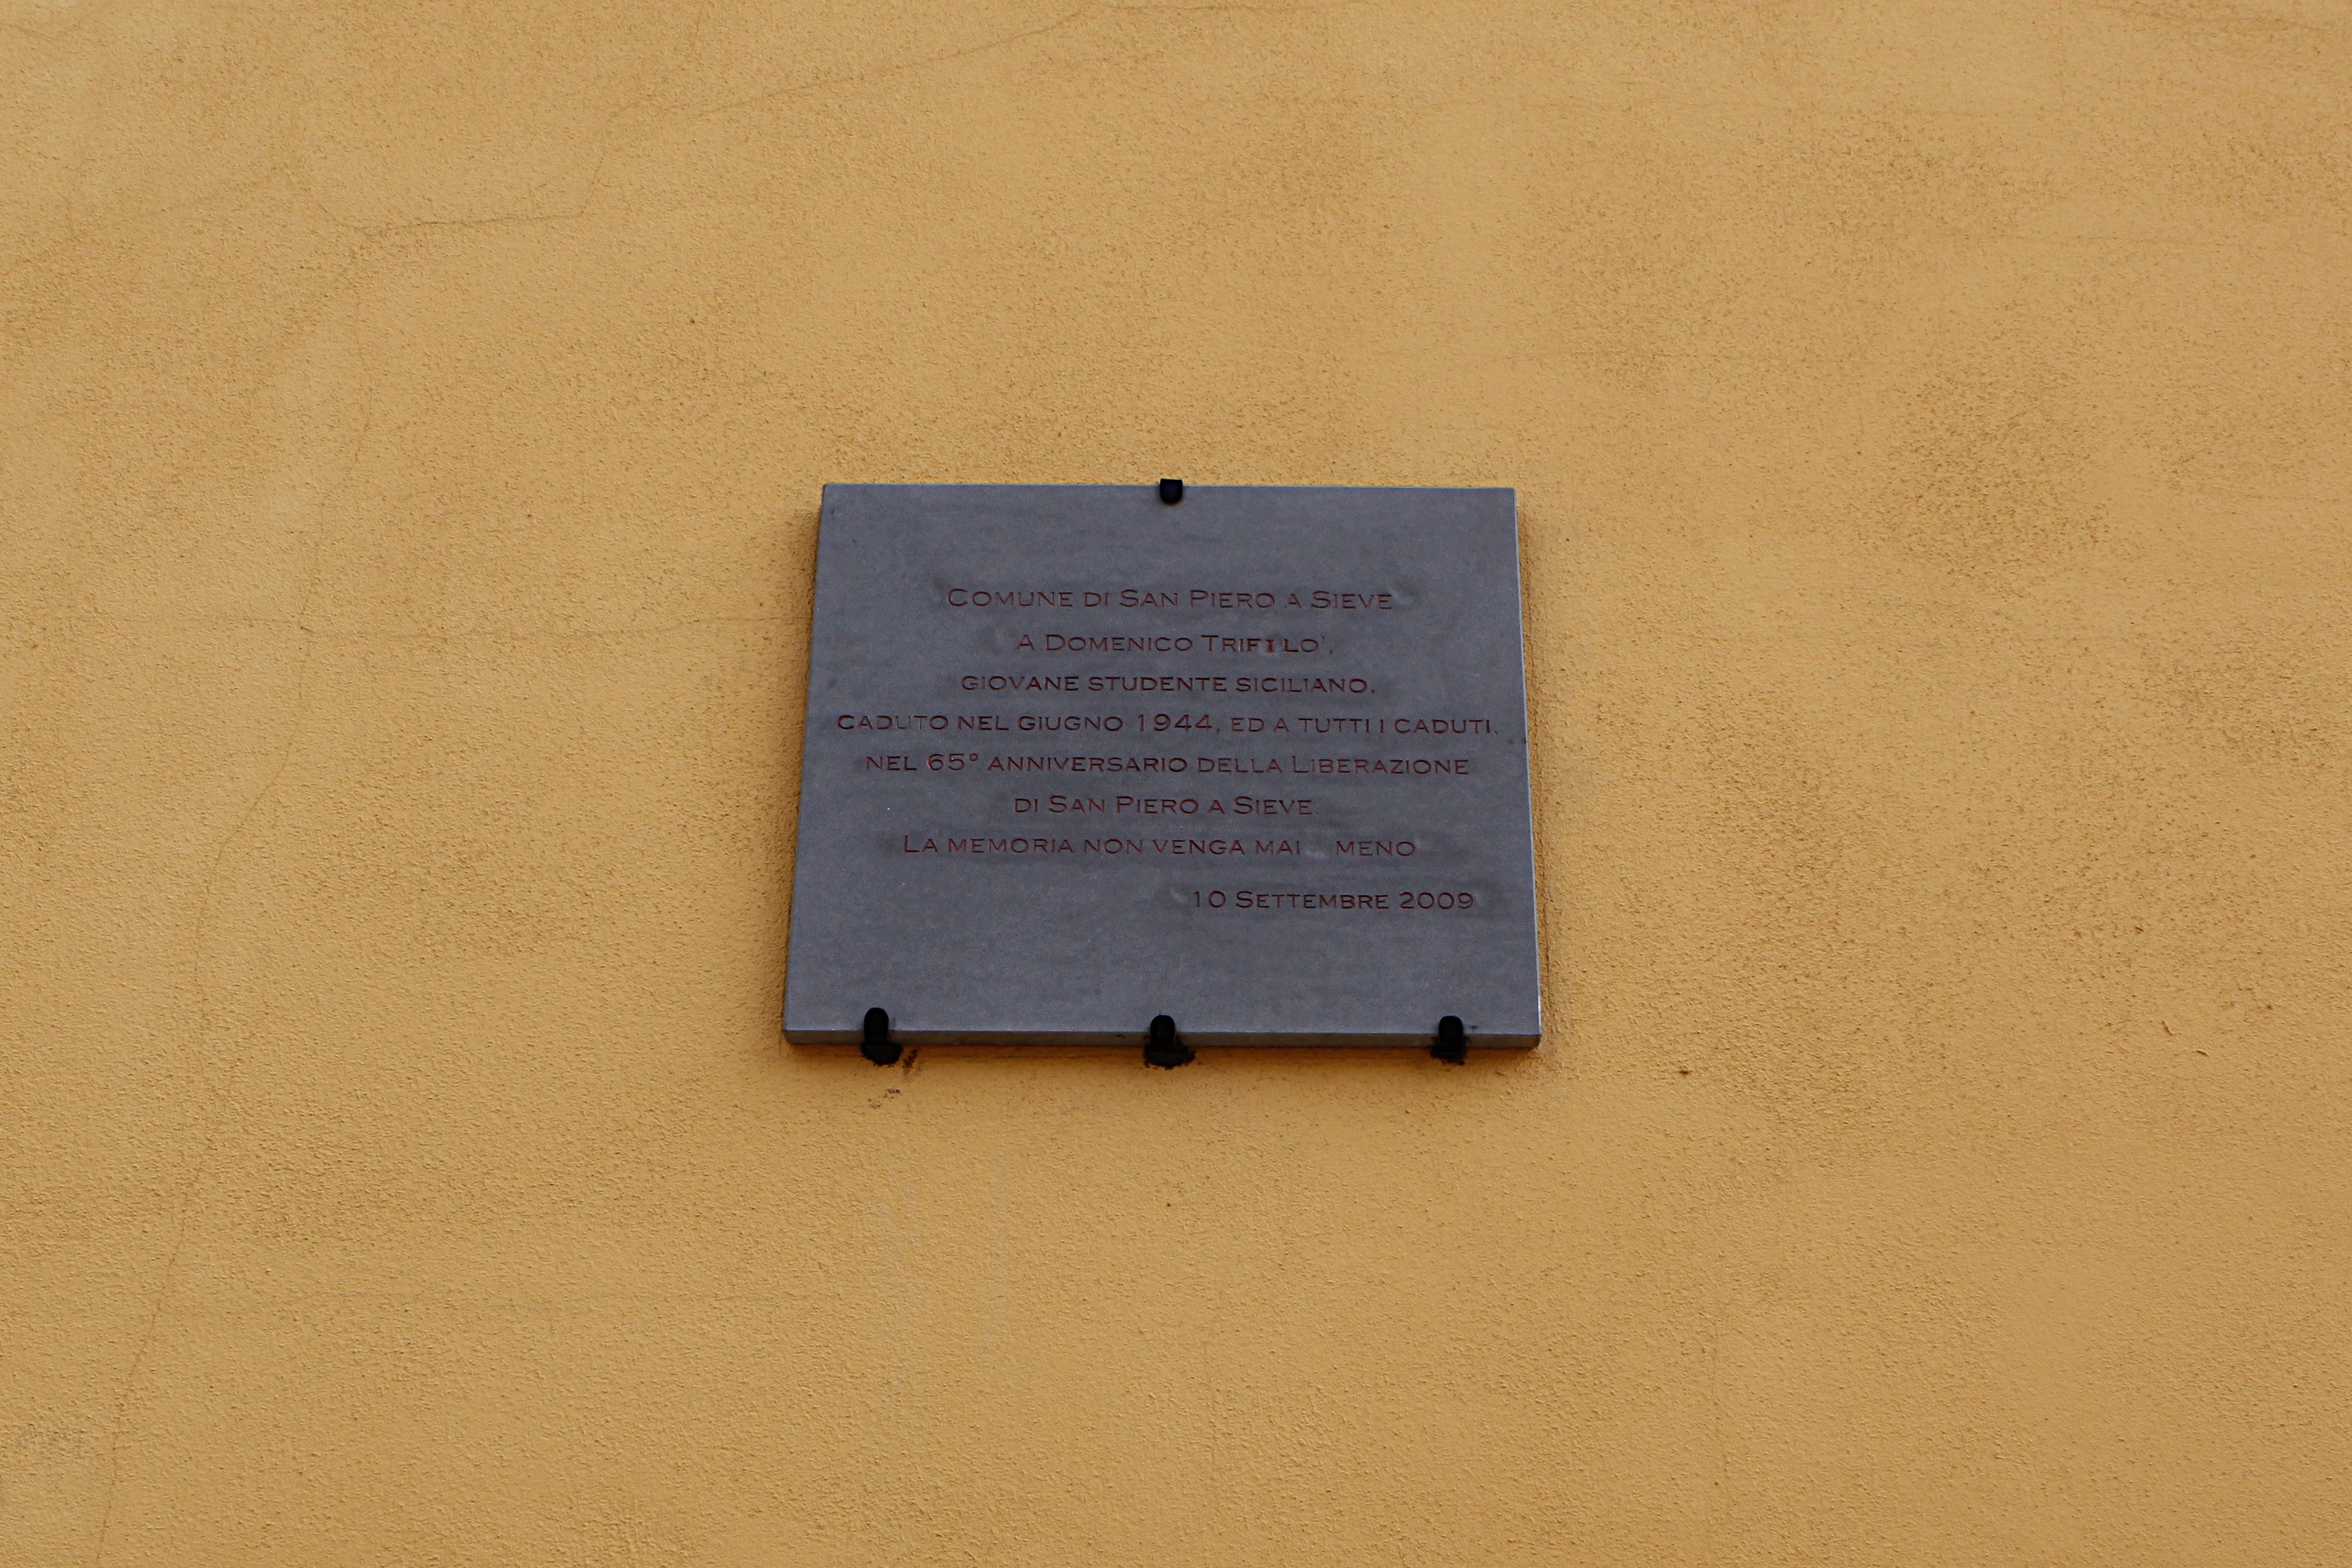 Comune di San Piero a Sieve
a Domenico Trifilo',
giovane studente siciliano,
caduto nel giugno 1944, ed a tutti i caduti,
nel 65° anniversario della Liberazione
di San Piero a Sieve.
La memoria non venga mai meno
10 Settembre 2009